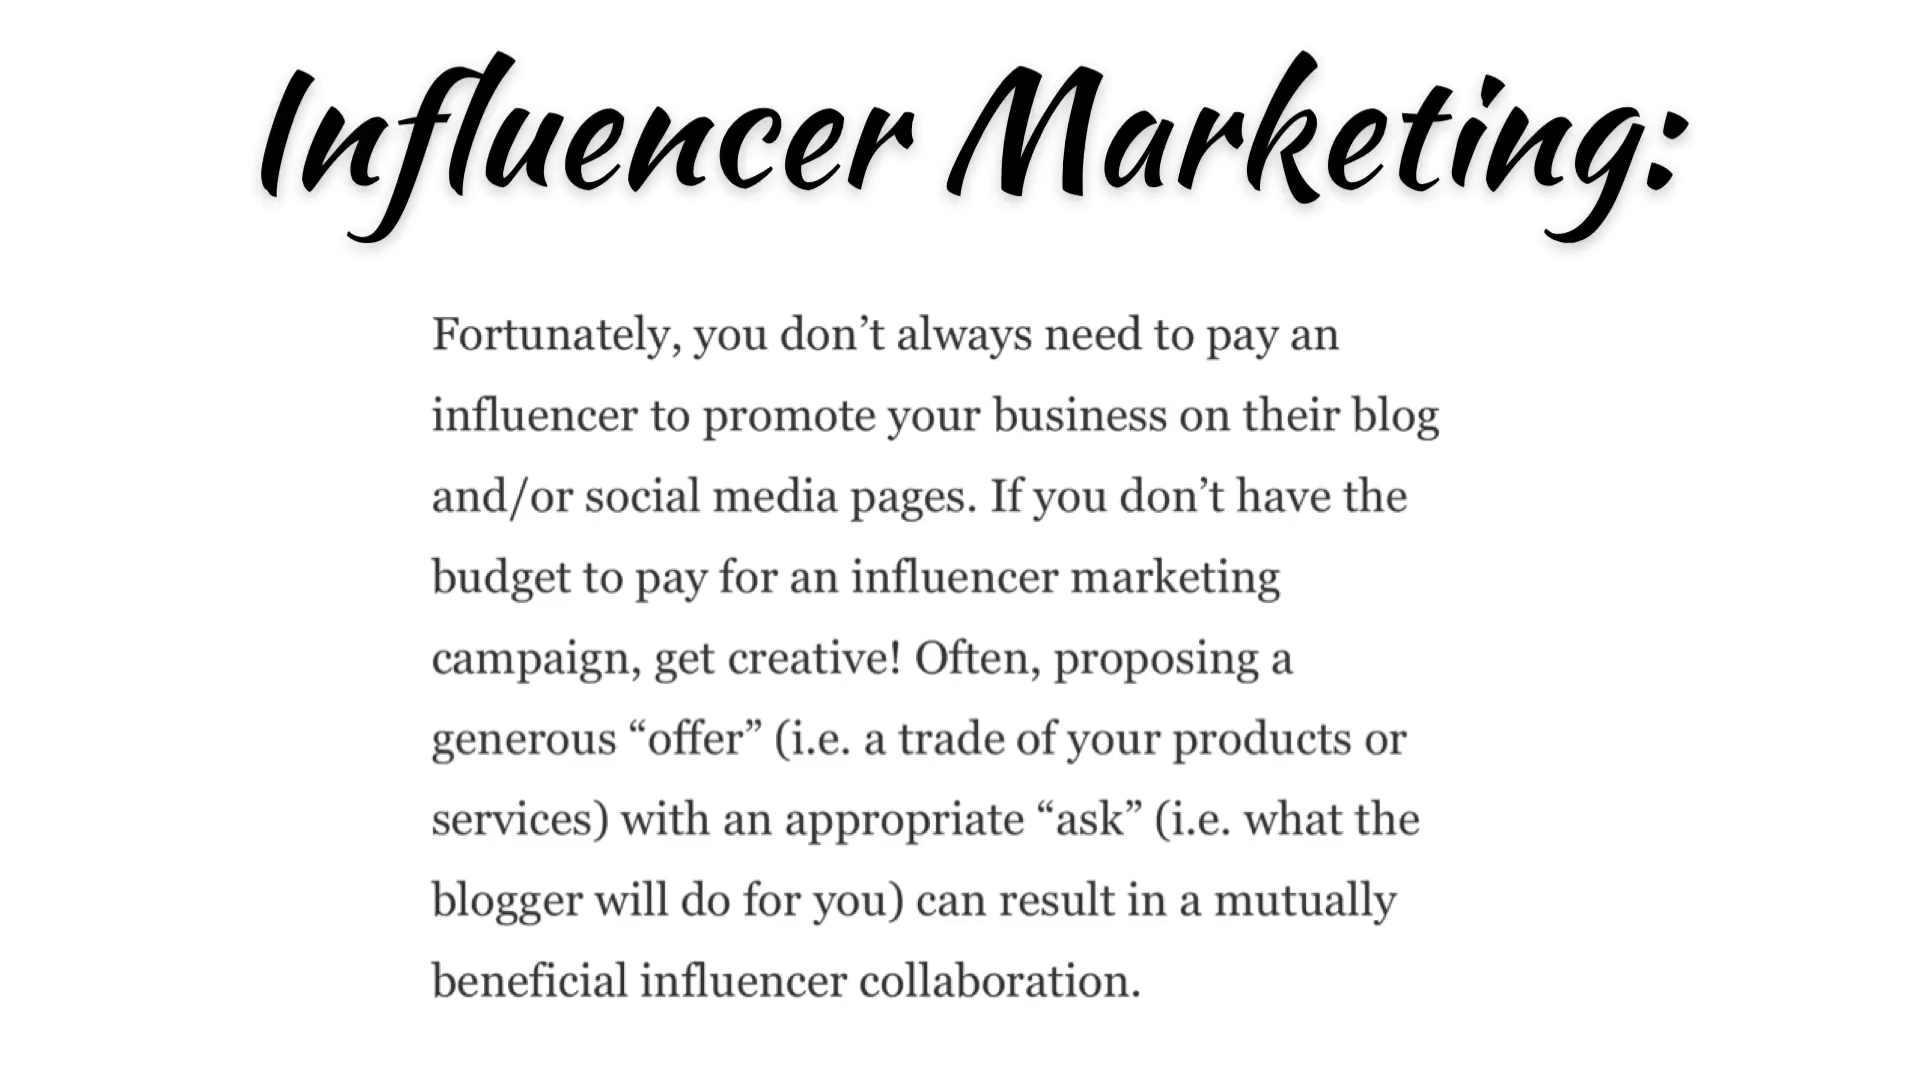 Influencer Marketing:
Fortunately, you don’t always need to pay an
influencer to promote your business on their blog
and/or social media pages. If you don’t have the
budget to pay for an influencer marketing
campaign, get creative! Often, proposing a
generous “offer” (i.e. a trade of your products or
services) with an appropriate “ask” (i.e. what the
blogger will do for you) can result in a mutually
beneficial influencer collaboration.